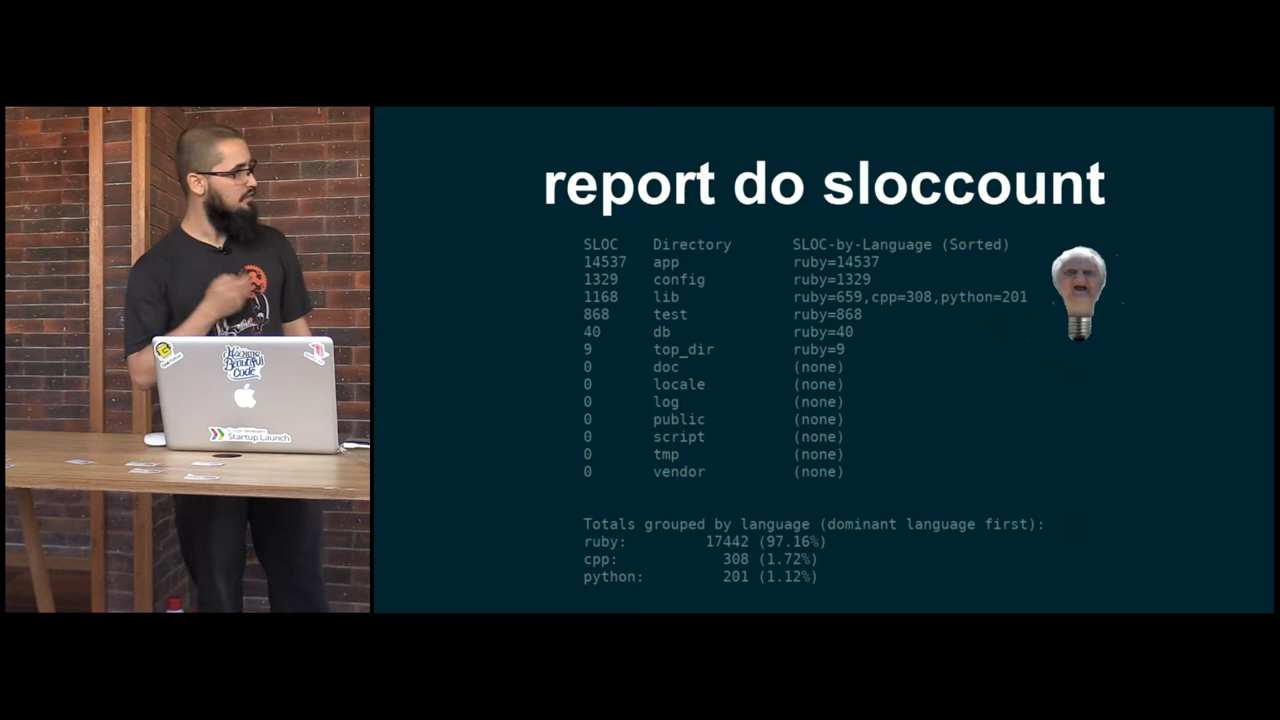 report do sloccount
SLOC Directory SLOC-by-Language (Sorted)
14537 app ruby=14537
1329 config ruby=1329
1168 lib ruby=659,cpp=308,python=201
868 test ruby=868
40 db ruby=40
9 top_dir ruby=9
0 doc (none)
0 locale (none)
0 log (none)
0 public (none)
0 script (none)
0 tmp (none)
0 vendor (none)
Totals grouped by language (dominant language first):
ruby: 17442 (97.16%)
cpp: 308 (1.72%)
python: 201 (1.12%)
Hacking
Beautiful
Code
Developers
Startup Launch